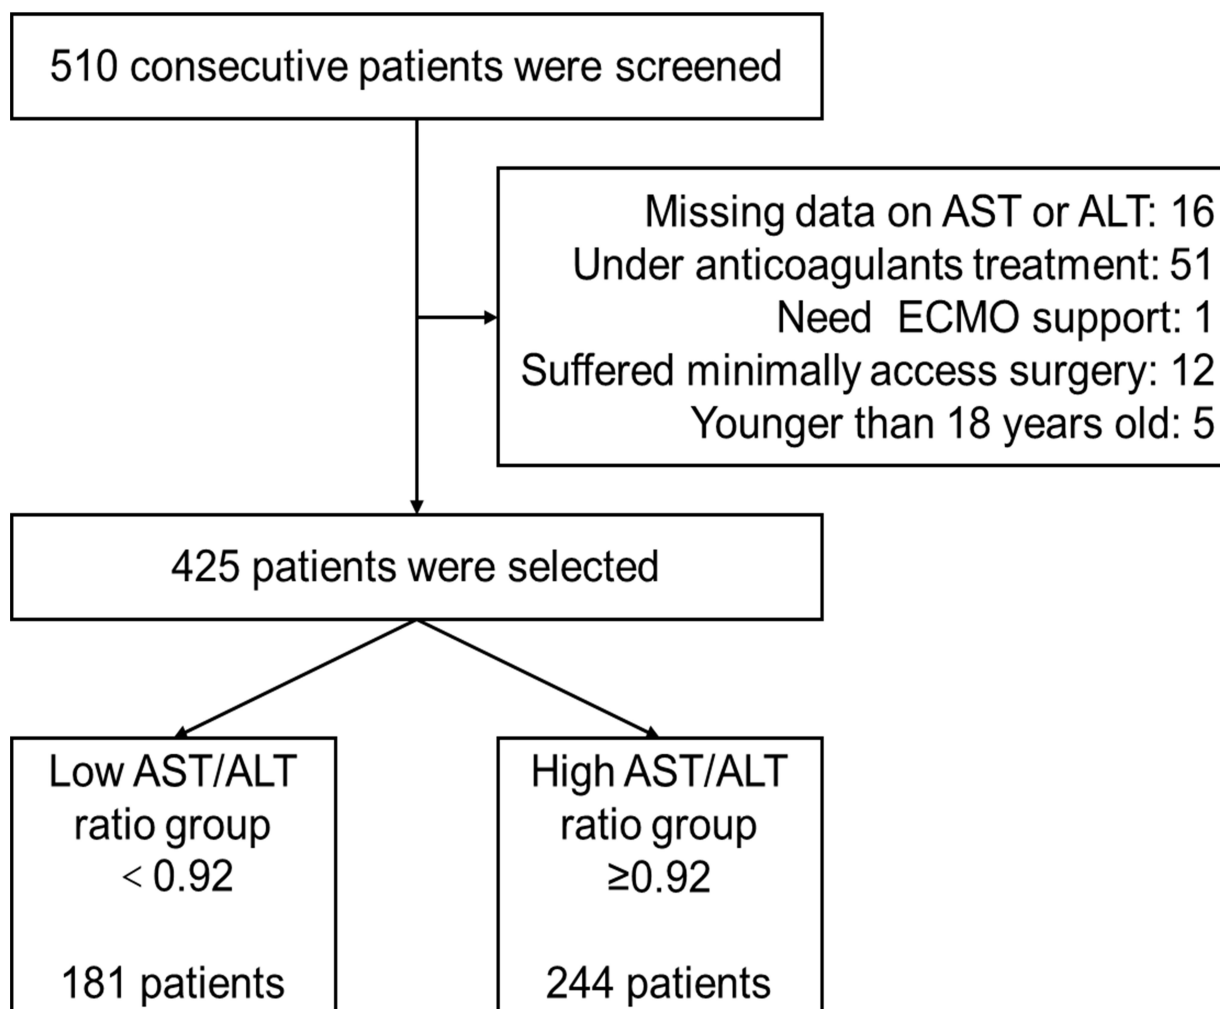 510 consecutive patients were screened
Missing data on AST or ALT: 16
Under anticoagulants treatment: 51
Need ECMO support: 1
Suffered minimally access surgery: 12
Younger than 18 years old: 5
425 patients were selected
Low AST/ALT
ratio group
< 0.92
181 patients
High AST/ALT
ratio group
≥0.92
244 patients